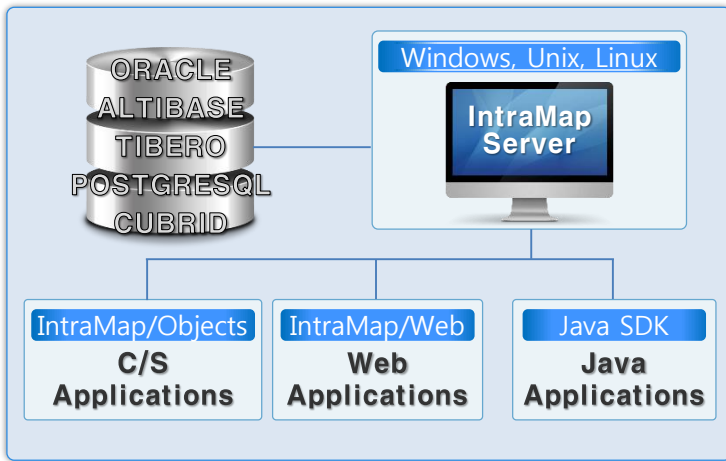 ORACLE
ALTIBASE
TIBERO
POSTGRESQL
CUBRID
Windows, Unix, Linux
IntraMap
Server
IntraMap/Objects
C/S
Applications
IntraMap/Web
Web
Applications
Java SDK
Java
Applications